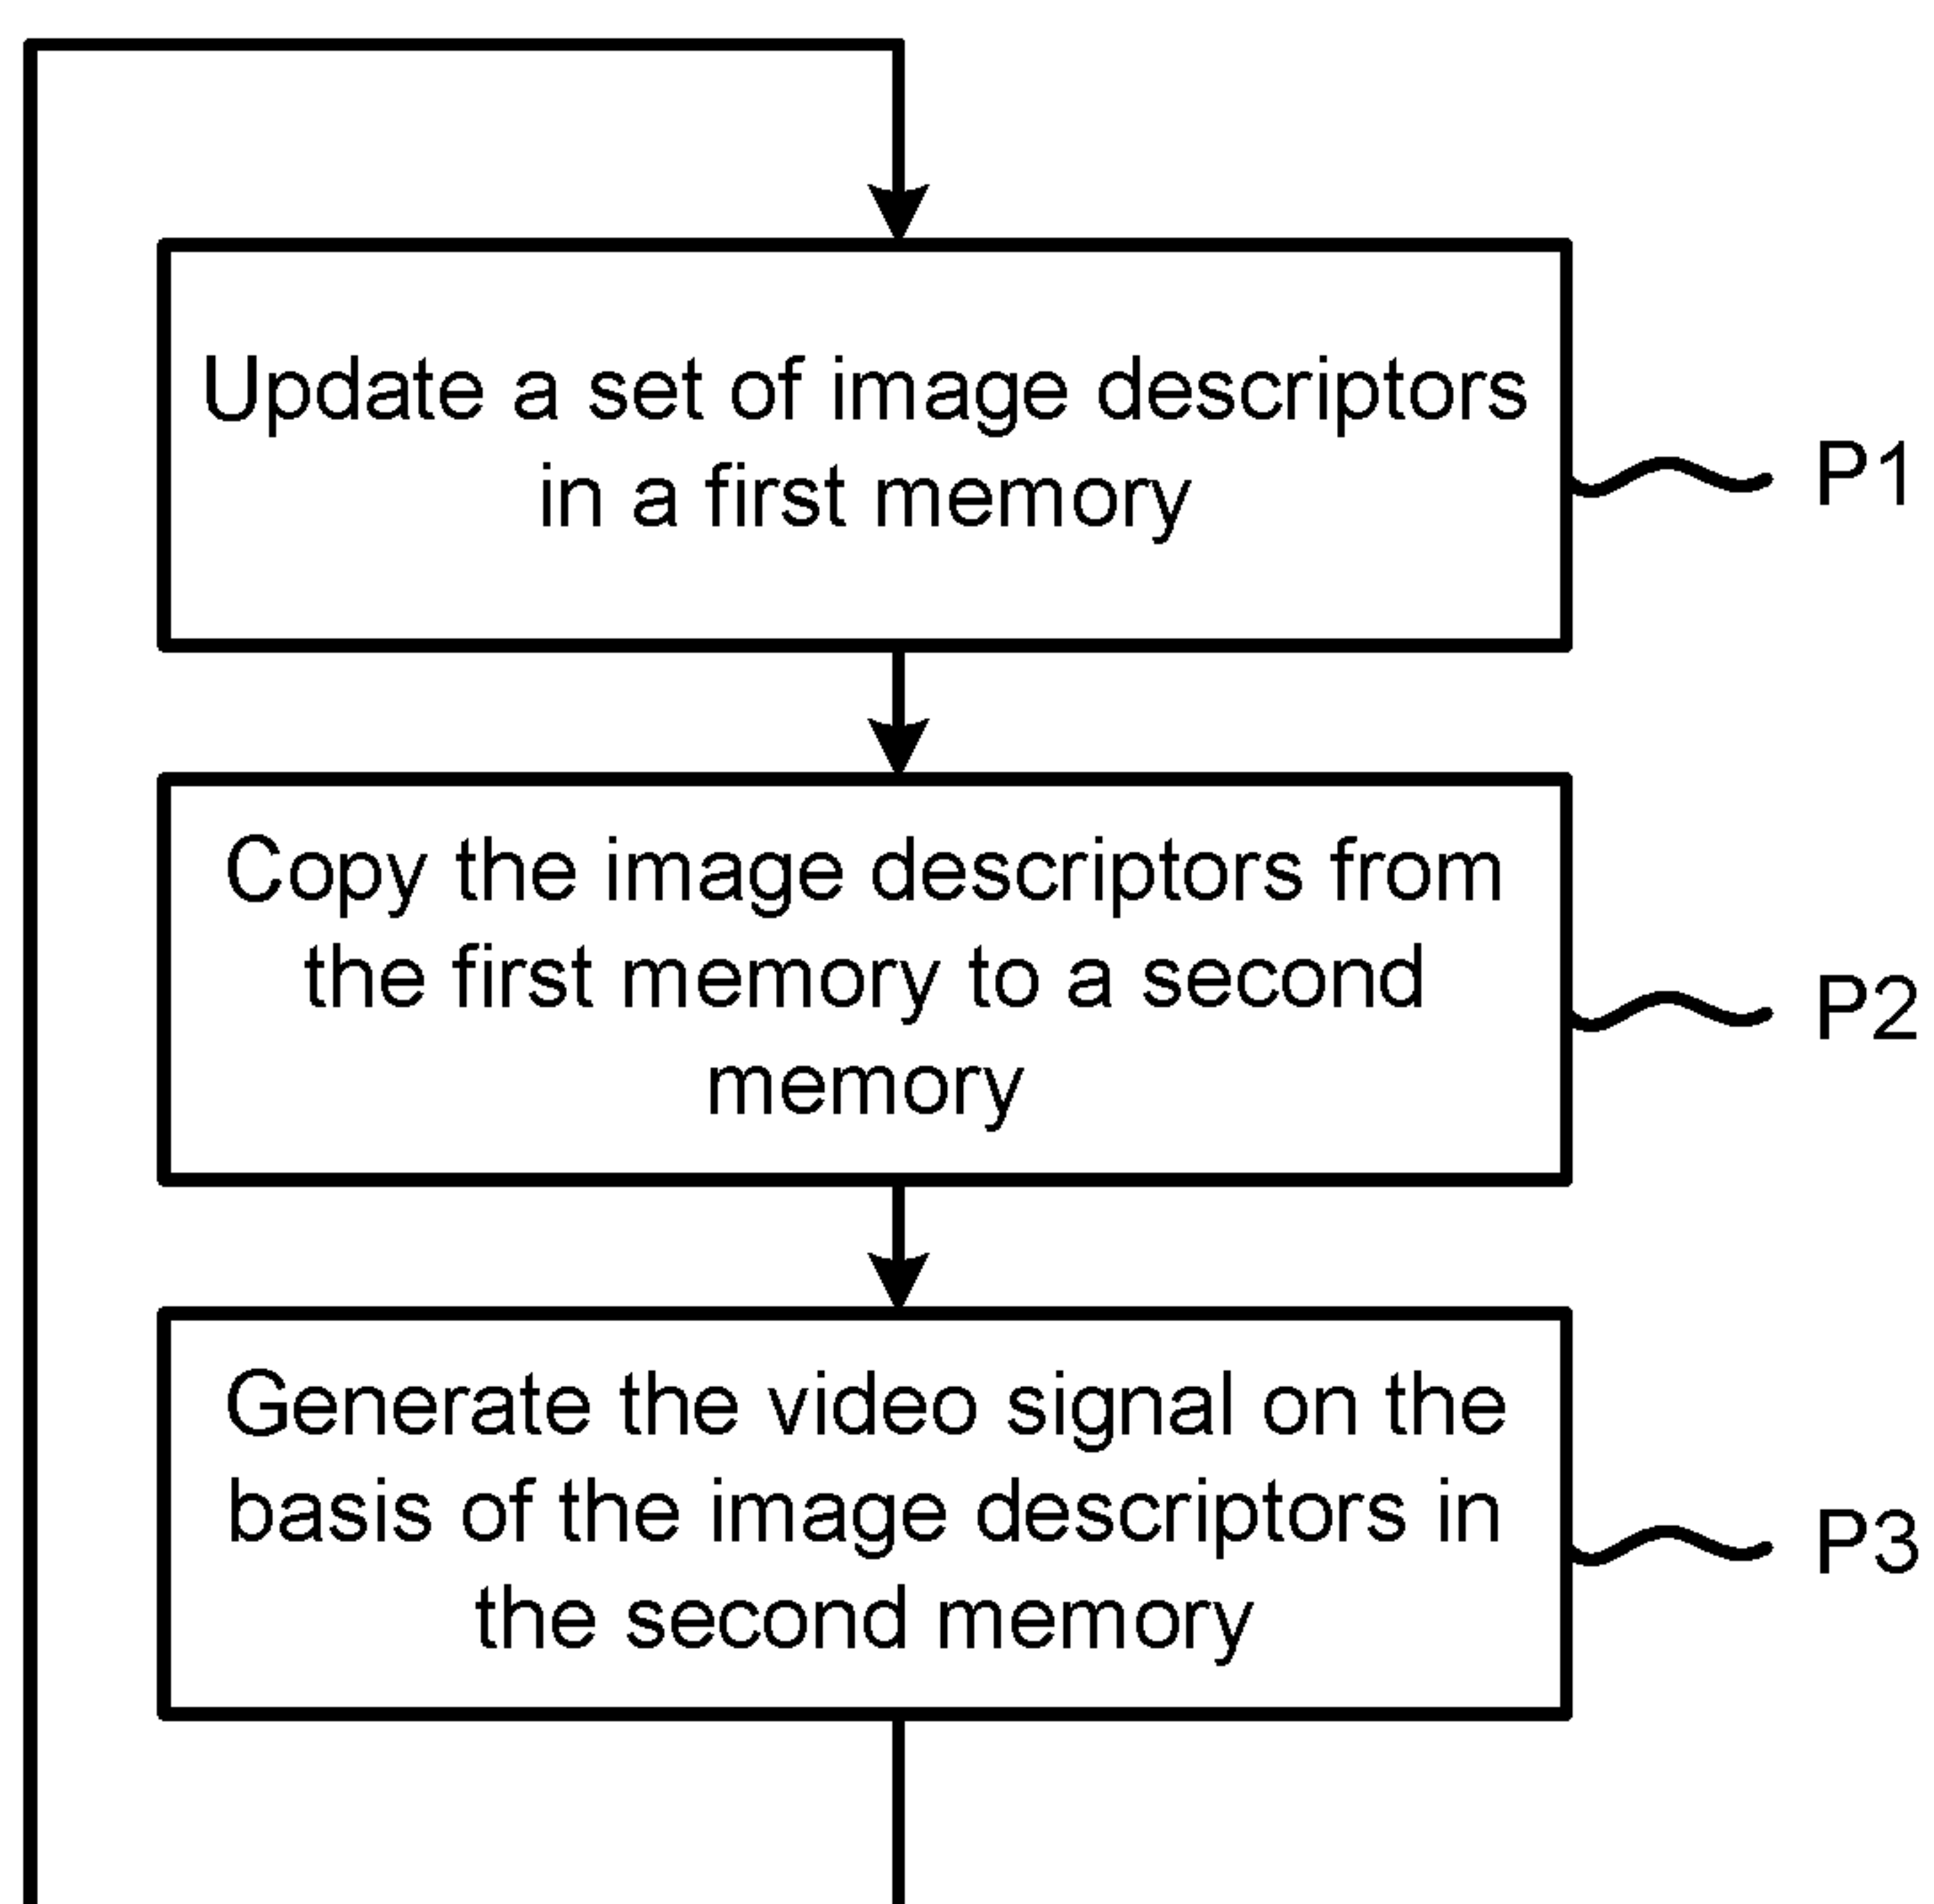 Update a set of image descriptors
in a first memory
P1
Copy the image descriptors from
the first memory to a second
memory
P2
Generate the video signal on the
basis of the image descriptors in
the second memory
P3